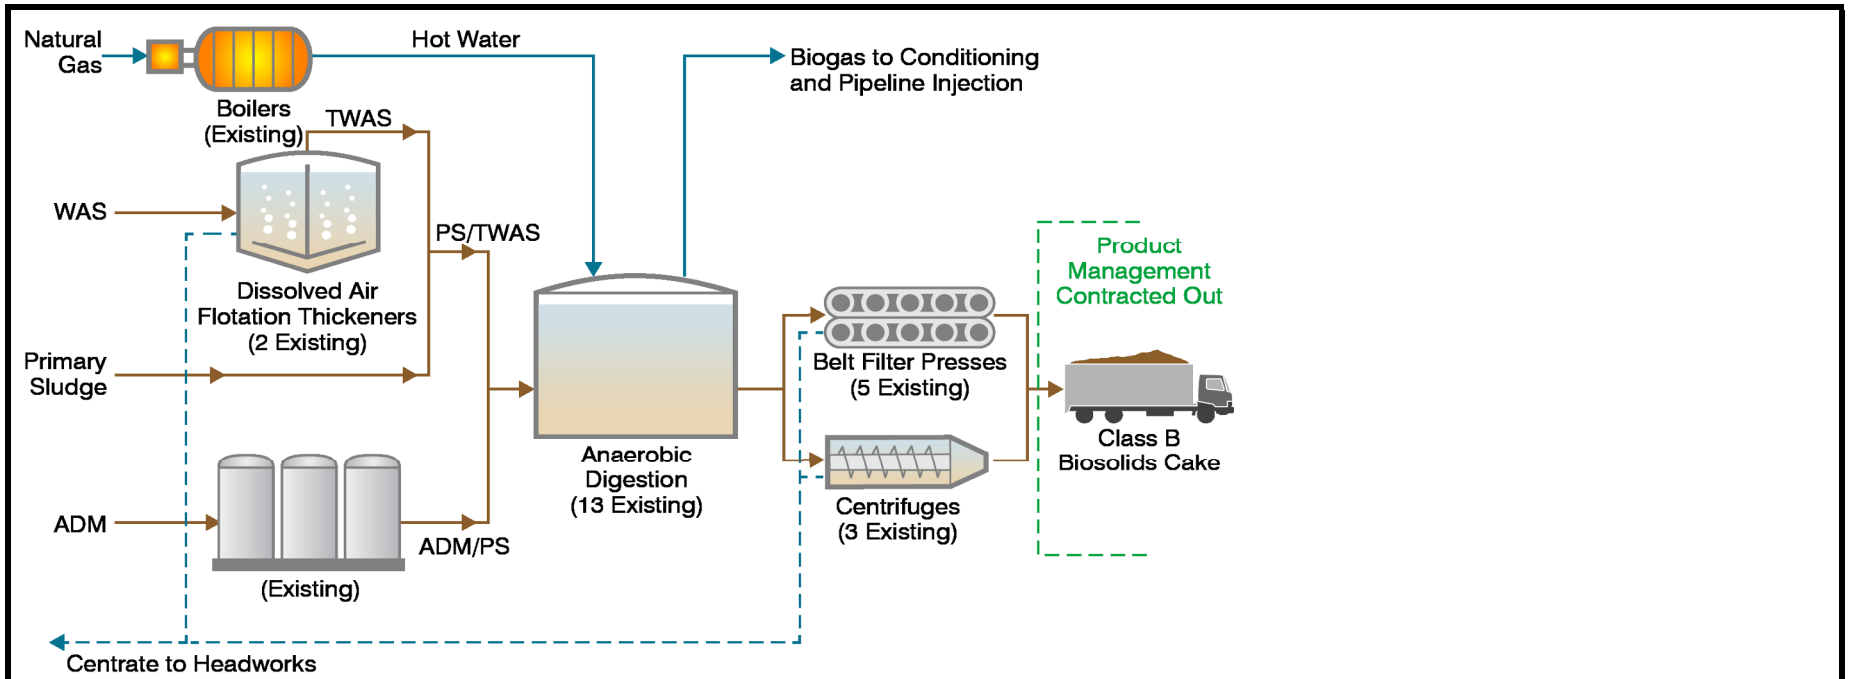 Natural
Gas
Hot Water
Biogas to Conditioning
and Pipeline Injection
Boilers
(Existing)
TWAS
WAS
PS/TWAS
Dissolved Air
Flotation Thickeners
(2 Existing)
Primary
Sludge
ADM
ADM/PS
(Existing)
Anaerobic
Digestion
(13 Existing)
Belt Filter Presses
(5 Existing)
Centrifuges
(3 Existing)
Product
Management
Contracted Out
Class B
Biosolids Cake
Centrate to Headworks